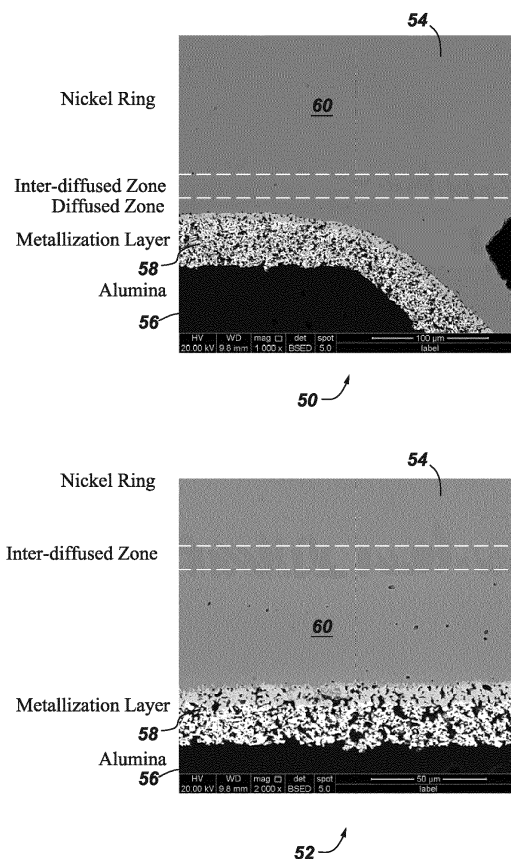 54
Nickel Ring
60
Inter-diffused Zone
Diffused Zone
Metallization Layer
58
Alumina
56
HV WD mag □ det spot 100 µm
20.00 kV 9.8 mm 1 000 x BSED 5.0 label
50
54
Nickel Ring
Inter-diffused Zone
60
Metallization Layer
58
Alumina
56
HV WD mag □ det spot 50 µm
20.00 kV 9.8 mm 2 000 x BSED 5.0 label
52